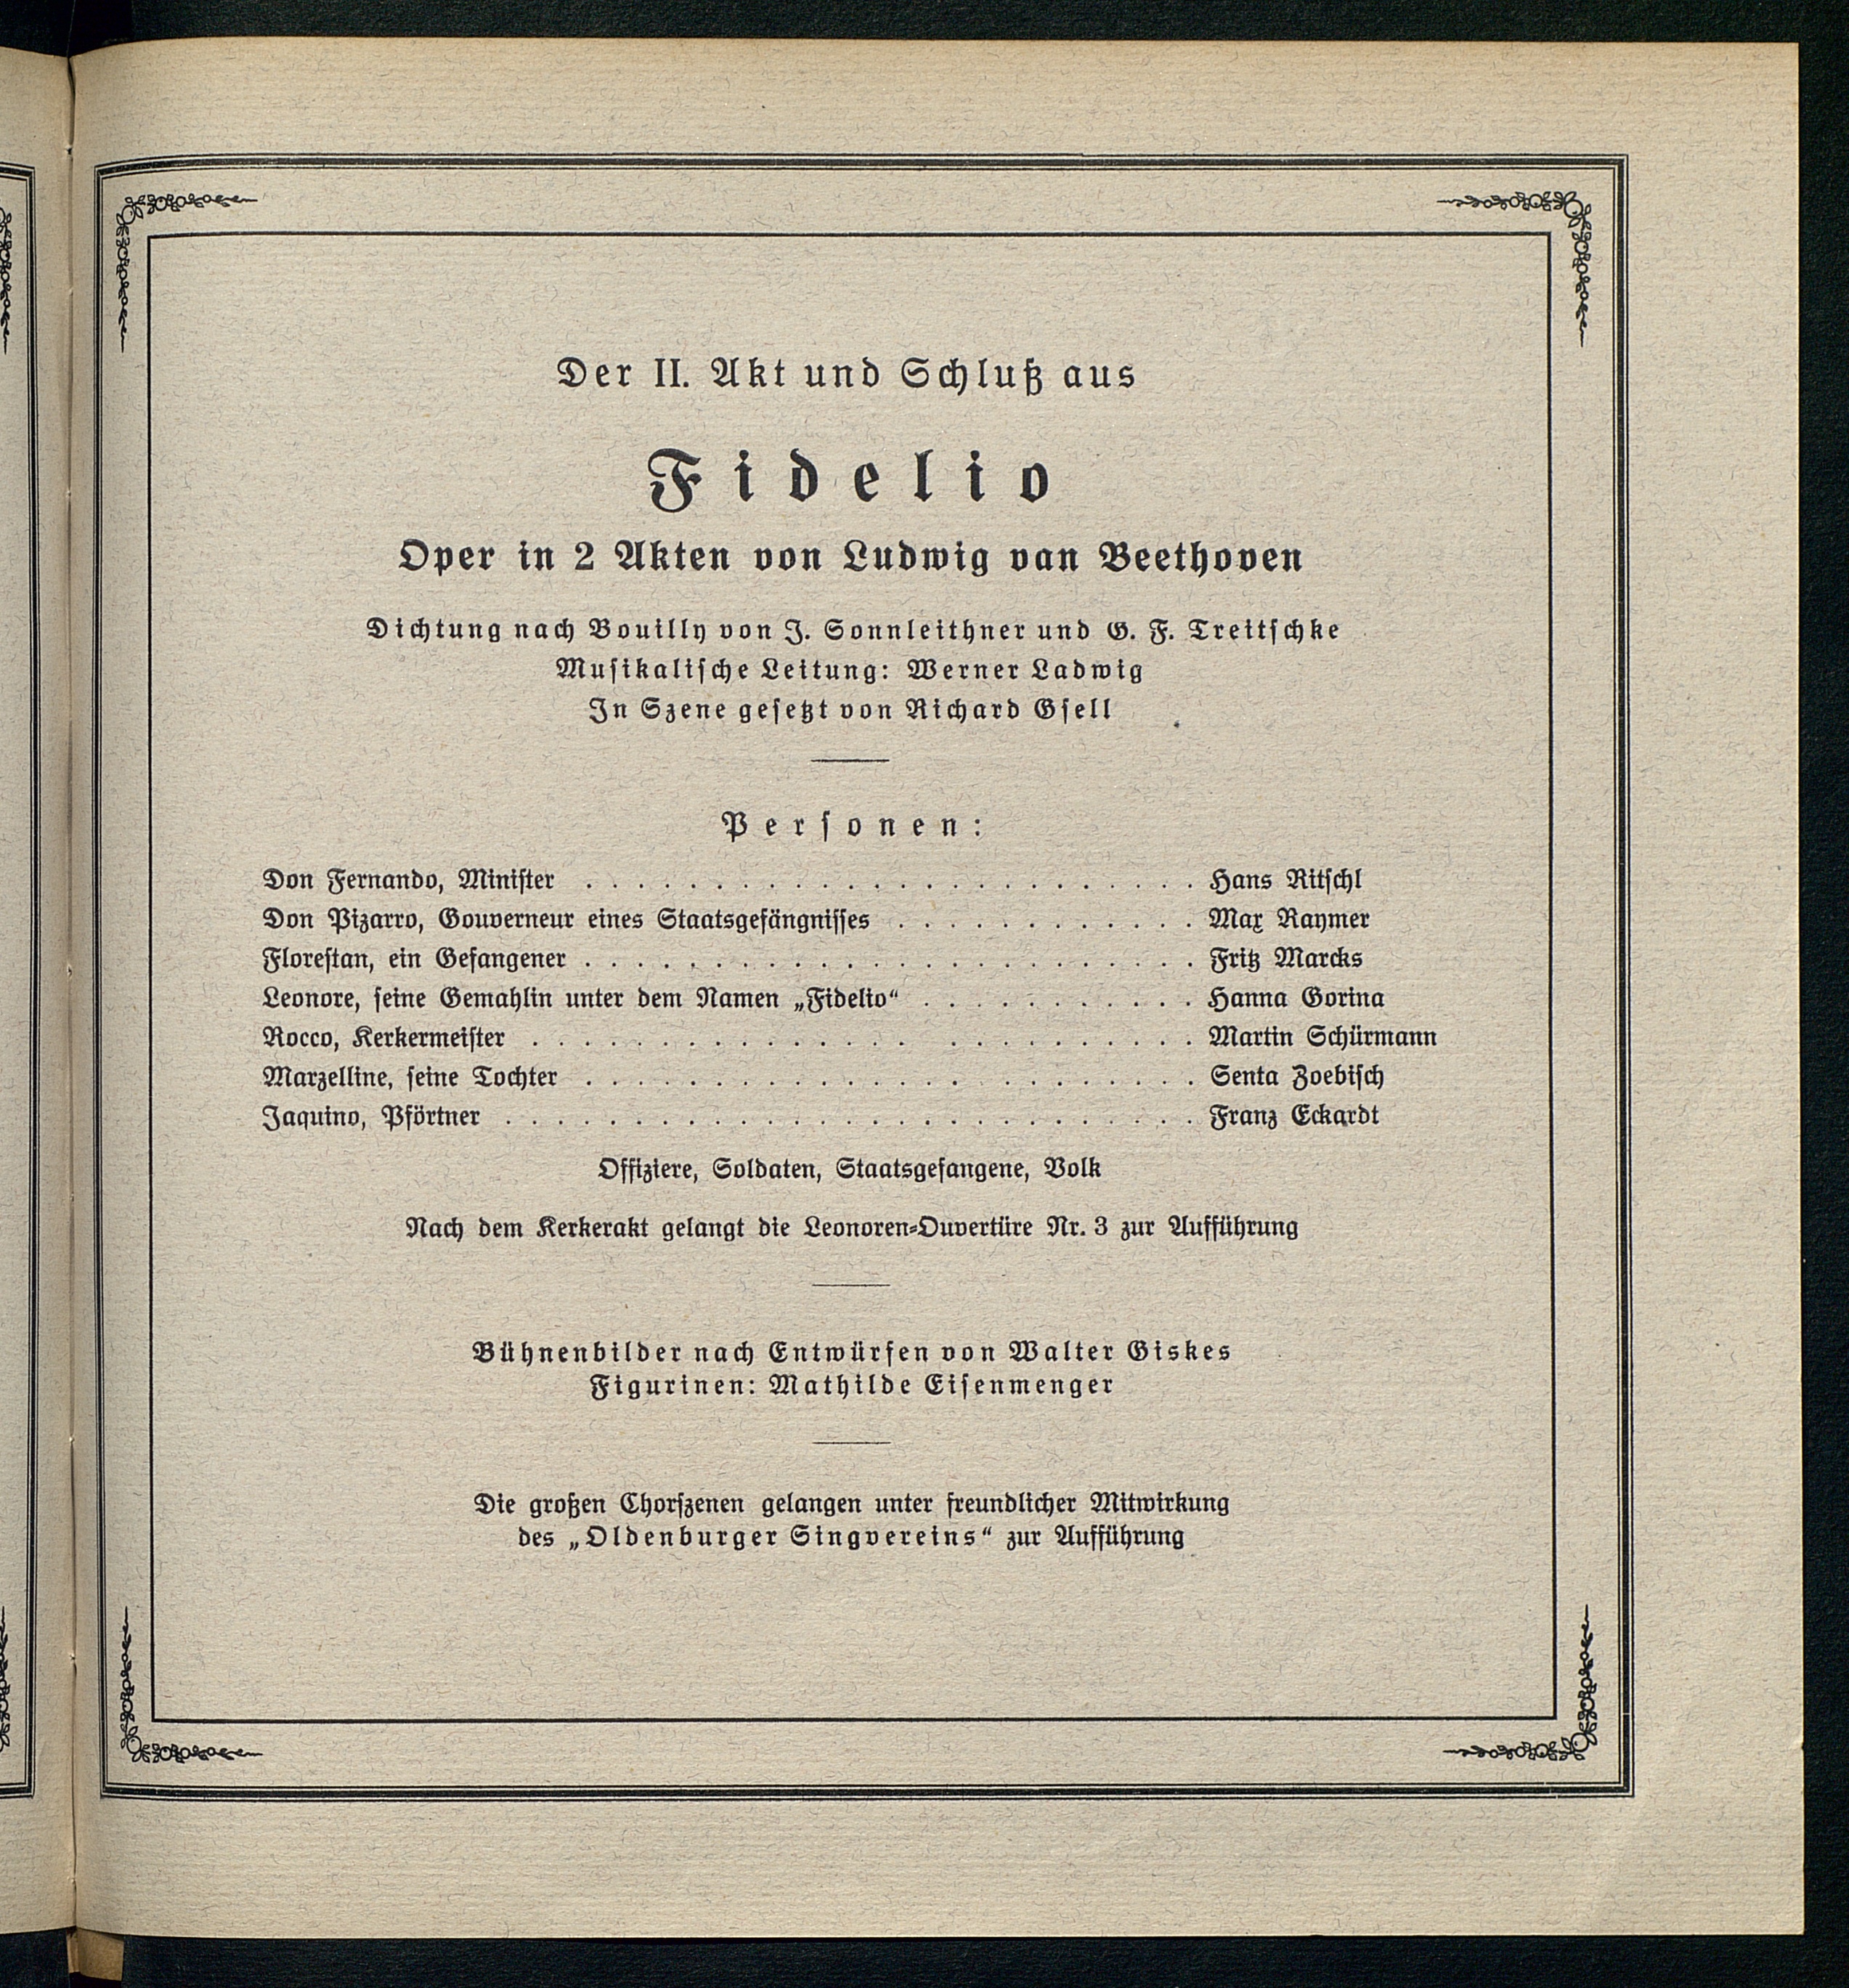 Der II. Akt und Schluß aus
Fidelio
Oper in 2 Akten von Ludwig van Beethoven
Dichtung nach Bouilly von J. Sonnleithner und G. F. Treitschke
Musikalische Leitung: Werner Ladwig
In Szene gesetzt von Richard Gsell
Personen:
Don Fernando, Minister . . . . . . . . . . . . . . . . . . . . . . . . Hans Ritschl
Don Pizarro, Gouverneur eines Staatsgefängnisses . . . . . . . . . . . . Max Raymer
Florestan, ein Gefangener . . . . . . . . . . . . . . . . . . . . . . . . Fritz Marcks
Leonore, seine Gemahlin unter dem Namen „Fidelio“ . . . . . . . . . . . Hanna Gorina
Rocco, Kerkermeister . . . . . . . . . . . . . . . . . . . . . . . . . Martin Schürmann
Marzelline, seine Tochter . . . . . . . . . . . . . . . . . . . . . . . . Senta Zoebisch
Jaquino, Pförtner . . . . . . . . . . . . . . . . . . . . . . . . . . . Franz Eckardt
Offiziere, Soldaten, Staatsgefangene, Volk
Nach dem Kerkerakt gelangt die Leonoren-Ouvertüre Nr. 3 zur Aufführung
Bühnenbilder nach Entwürfen von Walter Giskes
Figurinen: Mathilde Eisenmenger
Die großen Chorszenen gelangen unter freundlicher Mitwirkung
des „Oldenburger Singvereins“ zur Aufführung